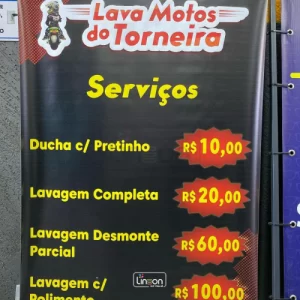 Lava Motos
do Torneira
Serviços
Ducha c/ Pretinho R$ 10,00
Lavagem Completa R$ 20,00
Lavagem Desmonte
Parcial R$ 60,00
Lavagem c/
Polimento R$ 100,00